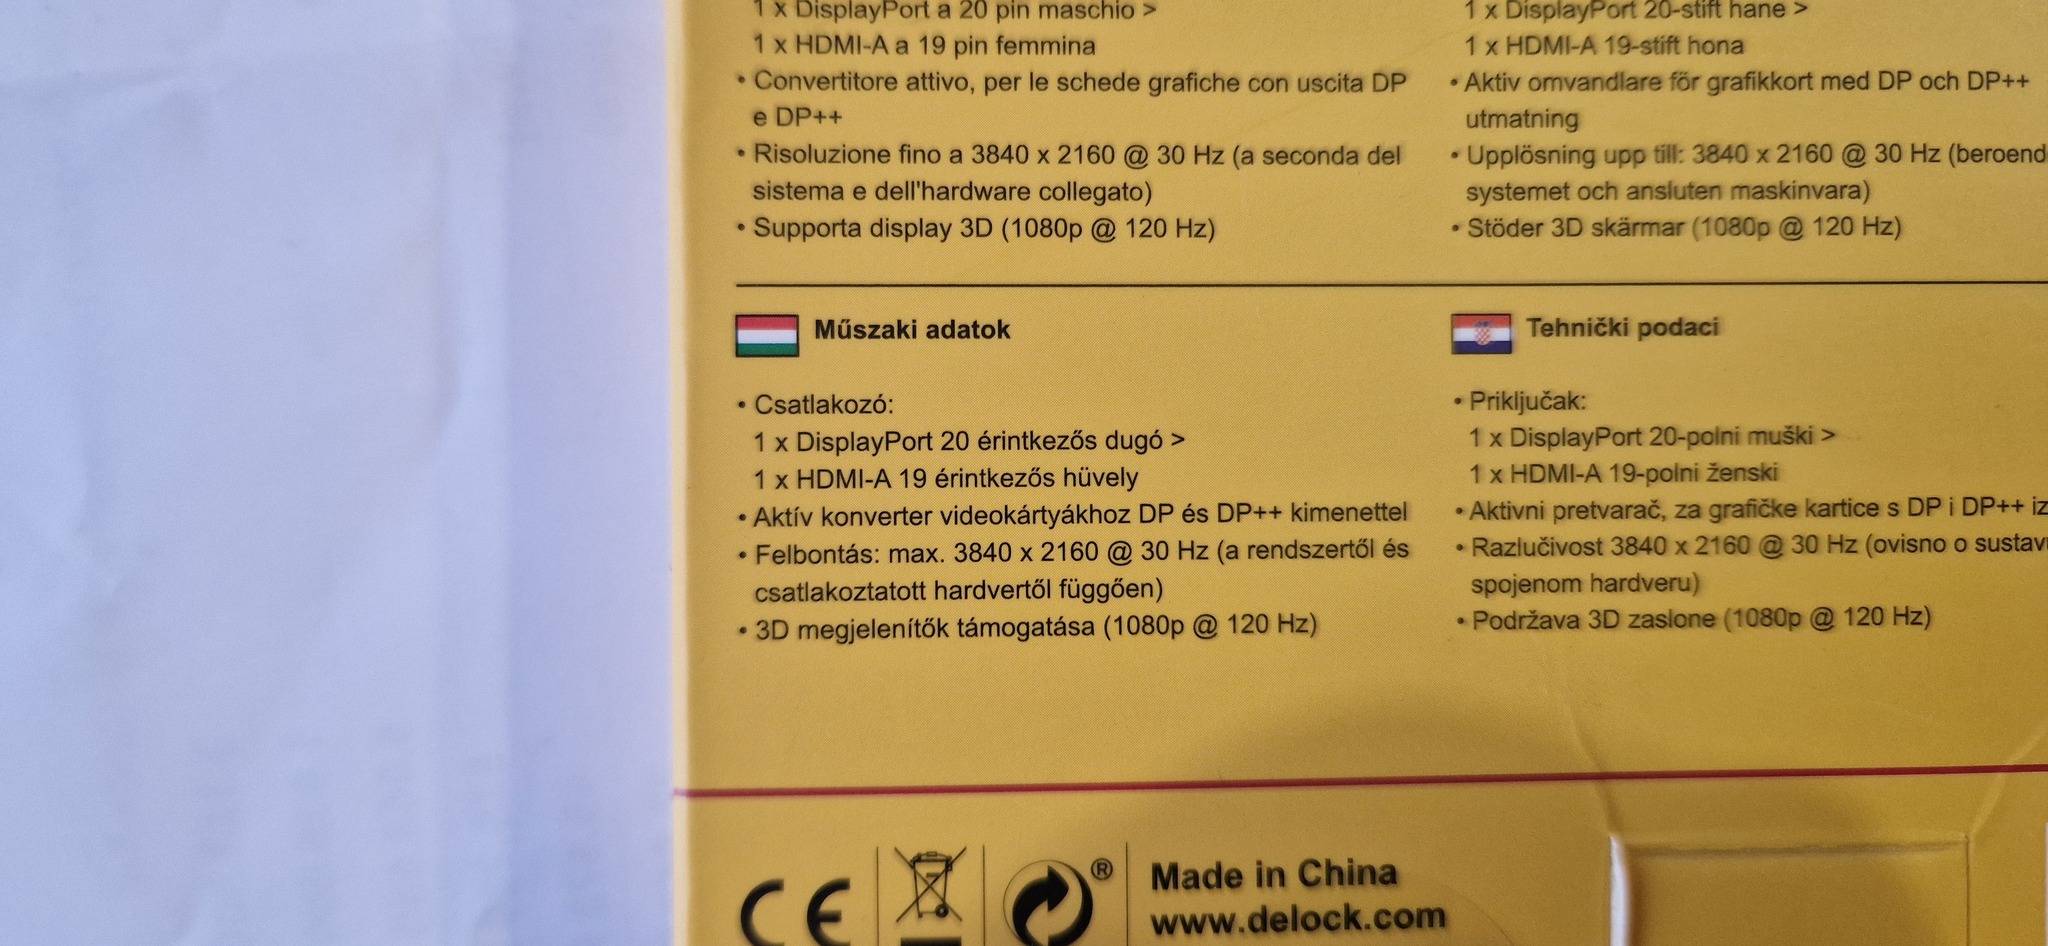 1 x DisplayPort a 20 pin maschio >
1 x HDMI-A a 19 pin femmina
• Convertitore attivo, per le schede grafiche con uscita DP
e DP++
• Risoluzione fino a 3840 x 2160 @ 30 Hz (a seconda del
sistema e dell'hardware collegato)
• Supporta display 3D (1080p @ 120 Hz)
1 x DisplayPort 20-stift hane >
1 x HDMI-A 19-stift hona
• Aktiv omvandlare för grafikkort med DP och DP++
utmatning
• Upplösning upp till: 3840 x 2160 @ 30 Hz (beroend
systemet och ansluten maskinvara)
• Stöder 3D skärmar (1080p @ 120 Hz)
Műszaki adatok
• Csatlakozó:
1 x DisplayPort 20 érintkezős dugó >
1 x HDMI-A 19 érintkezős hüvely
• Aktív konverter videokártyákhoz DP és DP++ kimenettel
• Felbontás: max. 3840 x 2160 @ 30 Hz (a rendszertől és
csatlakoztatott hardvertől függően)
• 3D megjelenítők támogatása (1080p @ 120 Hz)
Tehnički podaci
• Priključak:
1 x DisplayPort 20-polni muški >
1 x HDMI-A 19-polni ženski
• Aktivni pretvarač, za grafičke kartice s DP i DP++ iz
• Razlučivost 3840 x 2160 @ 30 Hz (ovisno o sustavu
spojenom hardveru)
• Podržava 3D zaslone (1080p @ 120 Hz)
CE
®
Made in China
www.delock.com